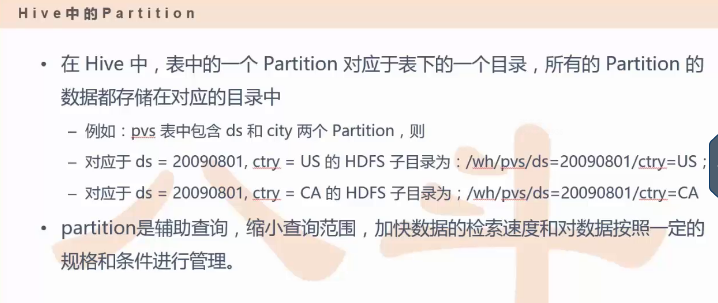 Hive中的Partition
• 在 Hive 中，表中的一个 Partition 对应于表下的一个目录，所有的 Partition 的
数据都存储在对应的目录中
– 例如：pvs 表中包含 ds 和 city 两个 Partition，则
– 对应于 ds = 20090801, ctry = US 的 HDFS 子目录为：/wh/pvs/ds=20090801/ctry=US；
– 对应于 ds = 20090801, ctry = CA 的 HDFS 子目录为；/wh/pvs/ds=20090801/ctry=CA
• partition是辅助查询，缩小查询范围，加快数据的检索速度和对数据按照一定的
规格和条件进行管理。
八斗